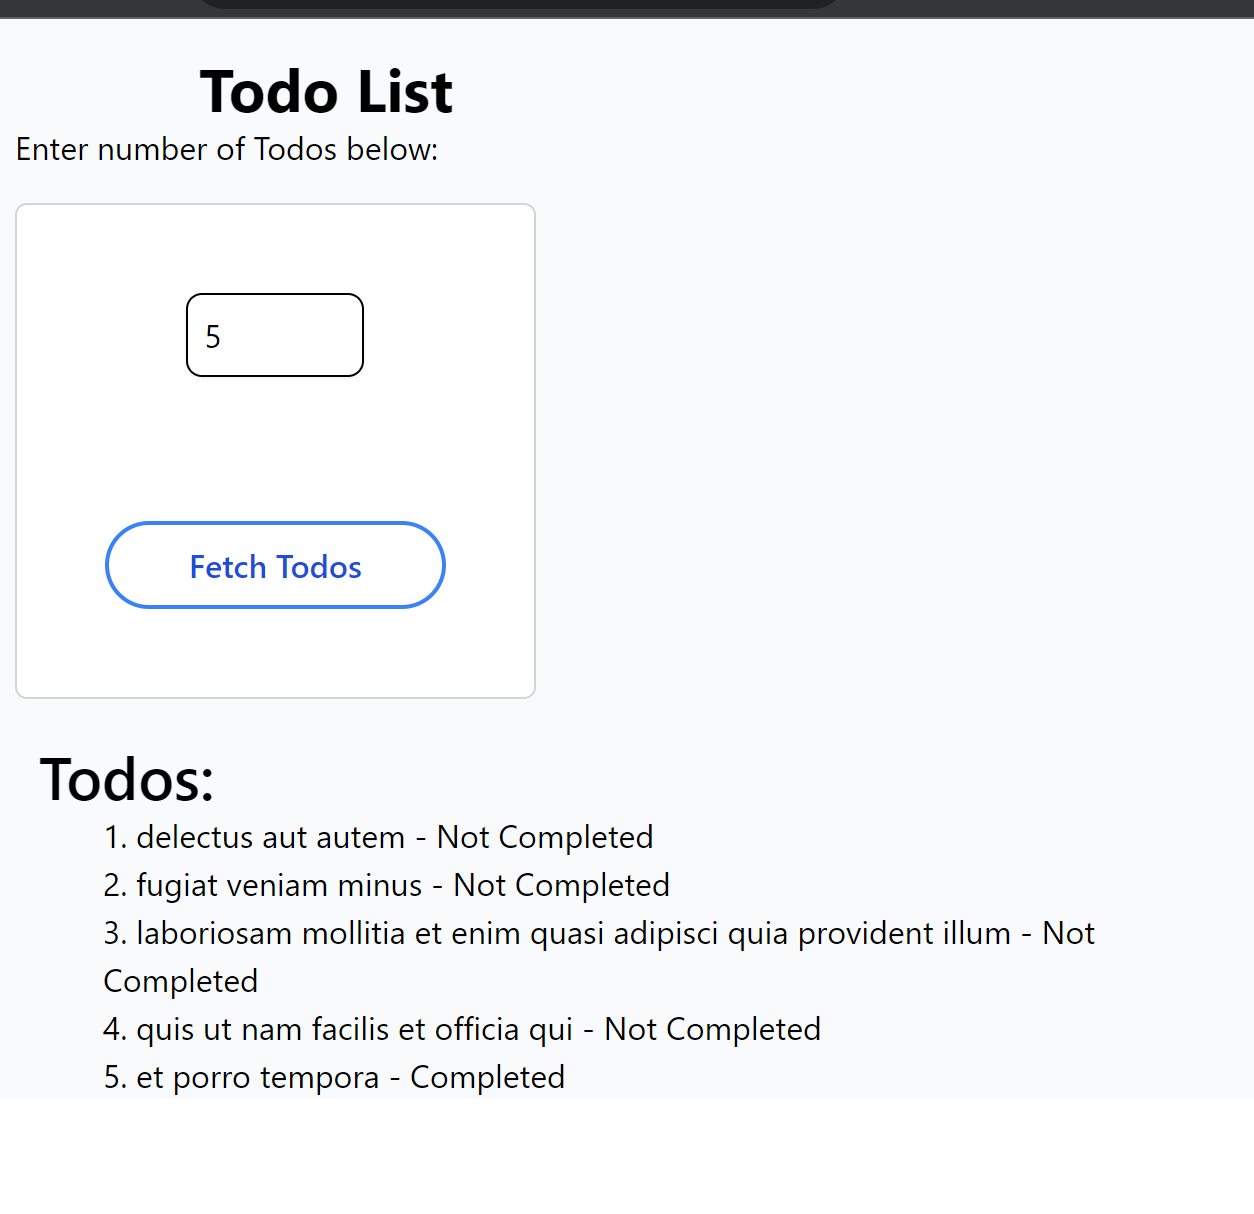 Todo List
Enter number of Todos below:
5
Fetch Todos
Todos:
1. delectus aut autem - Not Completed
2. fugiat veniam minus - Not Completed
3. laboriosam mollitia et enim quasi adipisci quia provident illum - Not
Completed
4. quis ut nam facilis et officia qui - Not Completed
5. et porro tempora - Completed